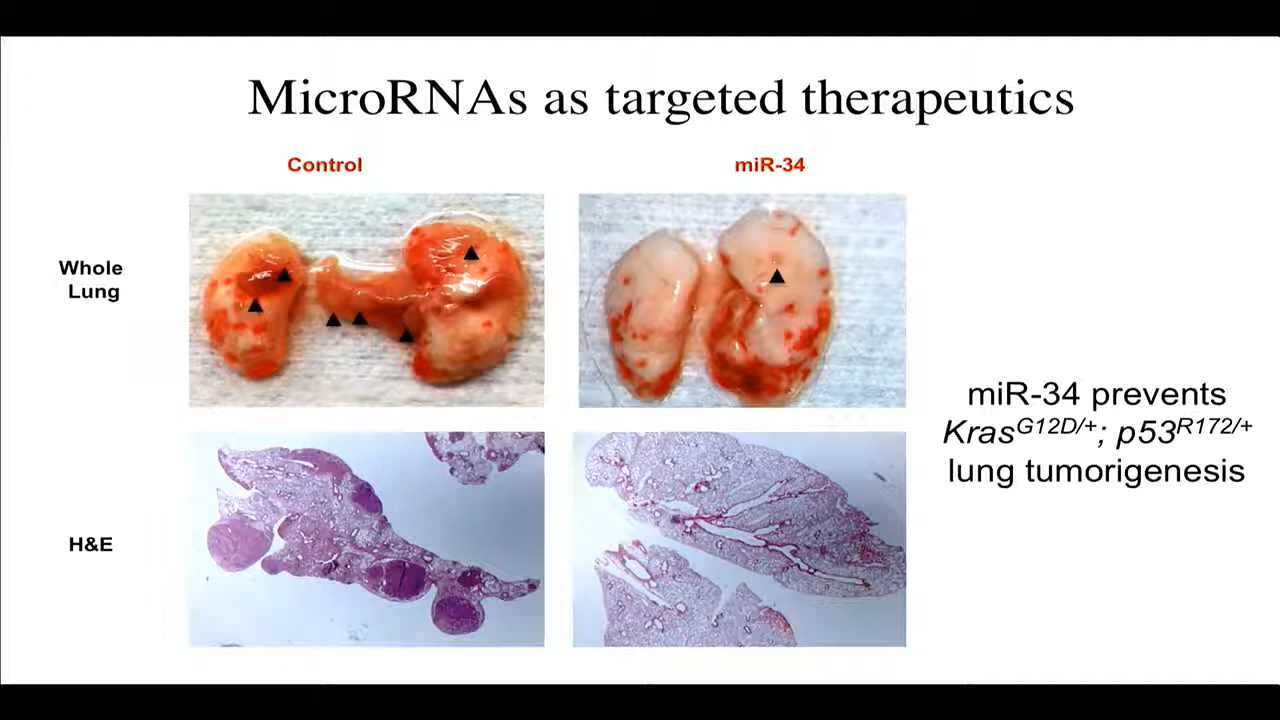 MicroRNAs as targeted therapeutics
Control
miR-34
Whole
Lung
H&E
miR-34 prevents
Kras^G12D/+; p53^R172/+
lung tumorigenesis